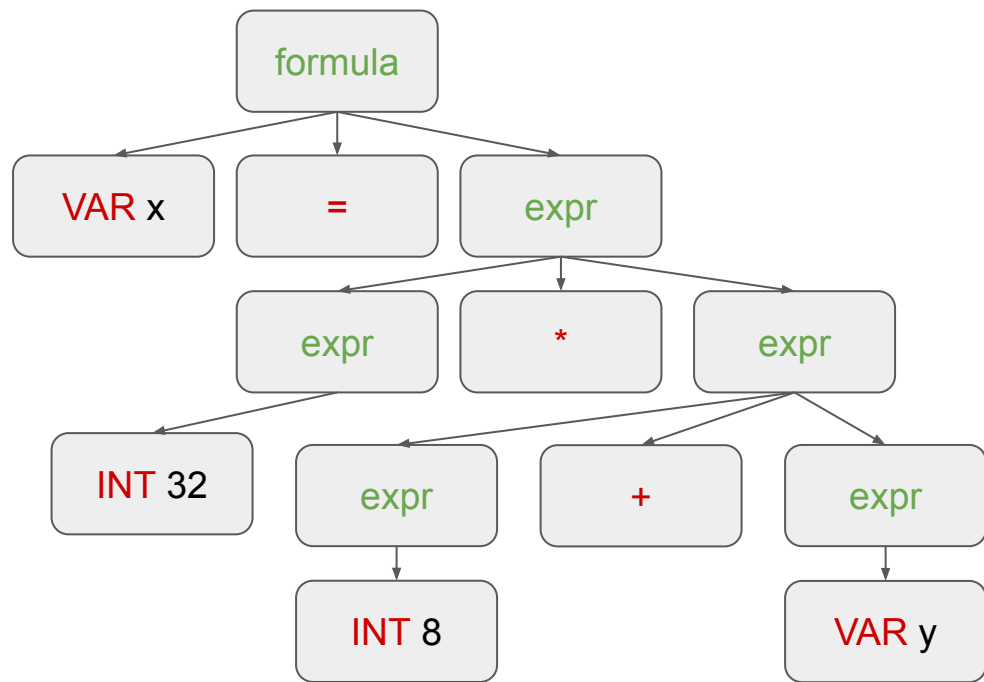 formula
VAR x
=
expr
expr
*
expr
INT 32
expr
+
expr
INT 8
VAR y